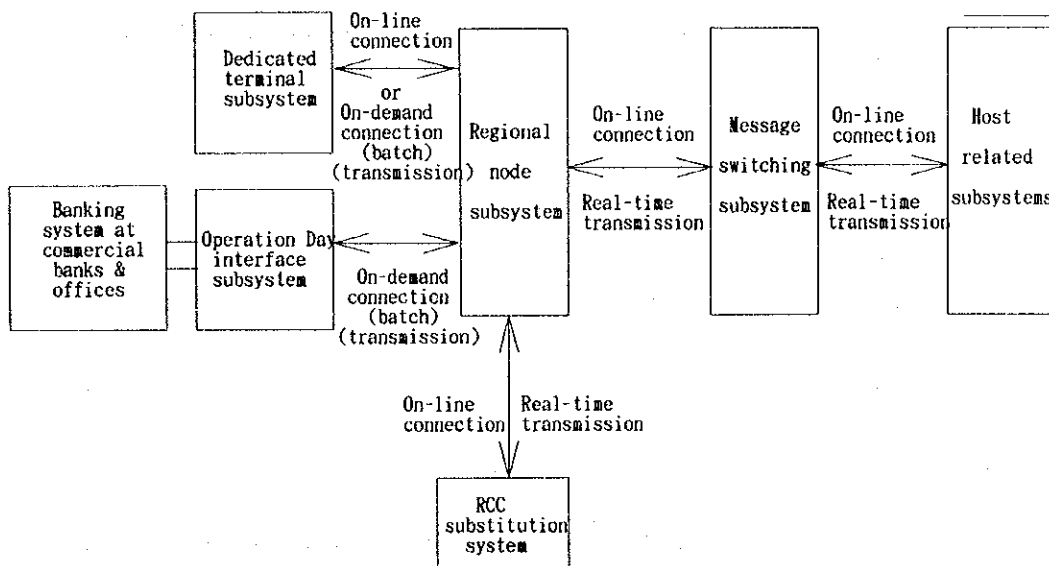 Dedicated
terminal
subsystem
On-line
connection
or
On-demand
connection
(batch)
(transmission)
Regional
node
subsystem
On-line
connection
Real-time
transmission
Message
switching
subsystem
On-line
connection
Real-time
transmission
Host
related
subsystems
Banking
system at
commercial
banks &
offices
Operation Day
interface
subsystem
On-demand
connection
(batch)
(transmission)
On-line
connection
Real-time
transmission
RCC
substitution
system